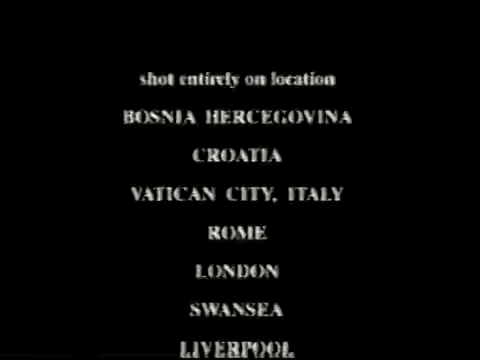 shot entirely on location
BOSNIA HERCEGOVINA
CROATIA
VATICAN CITY, ITALY
ROME
LONDON
SWANSEA
LIVERPOOL